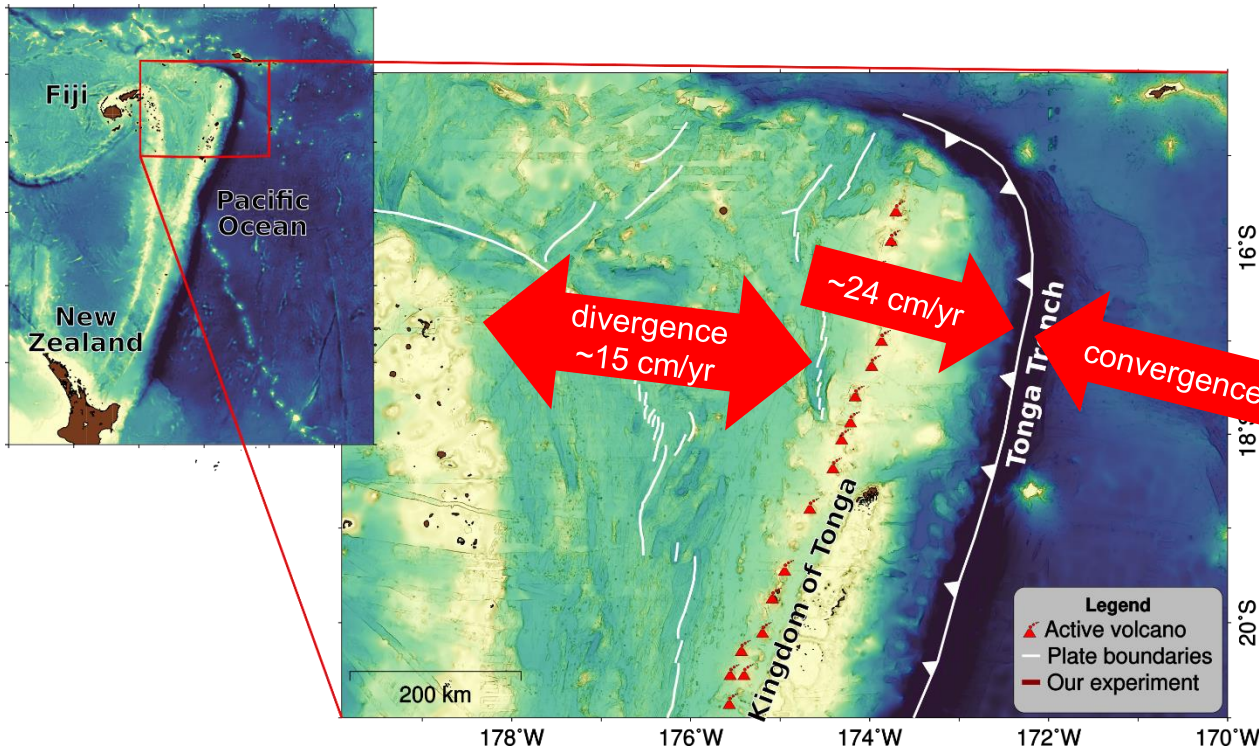 Fiji
Pacific
Ocean
New
Zealand
divergence
~15 cm/yr
~24 cm/yr
convergence
Tonga Trench
Kingdom of Tonga
16°S
18°S
20°S
200 km
Legend
Active volcano
Plate boundaries
Our experiment
178°W
176°W
174°W
172°W
170°W